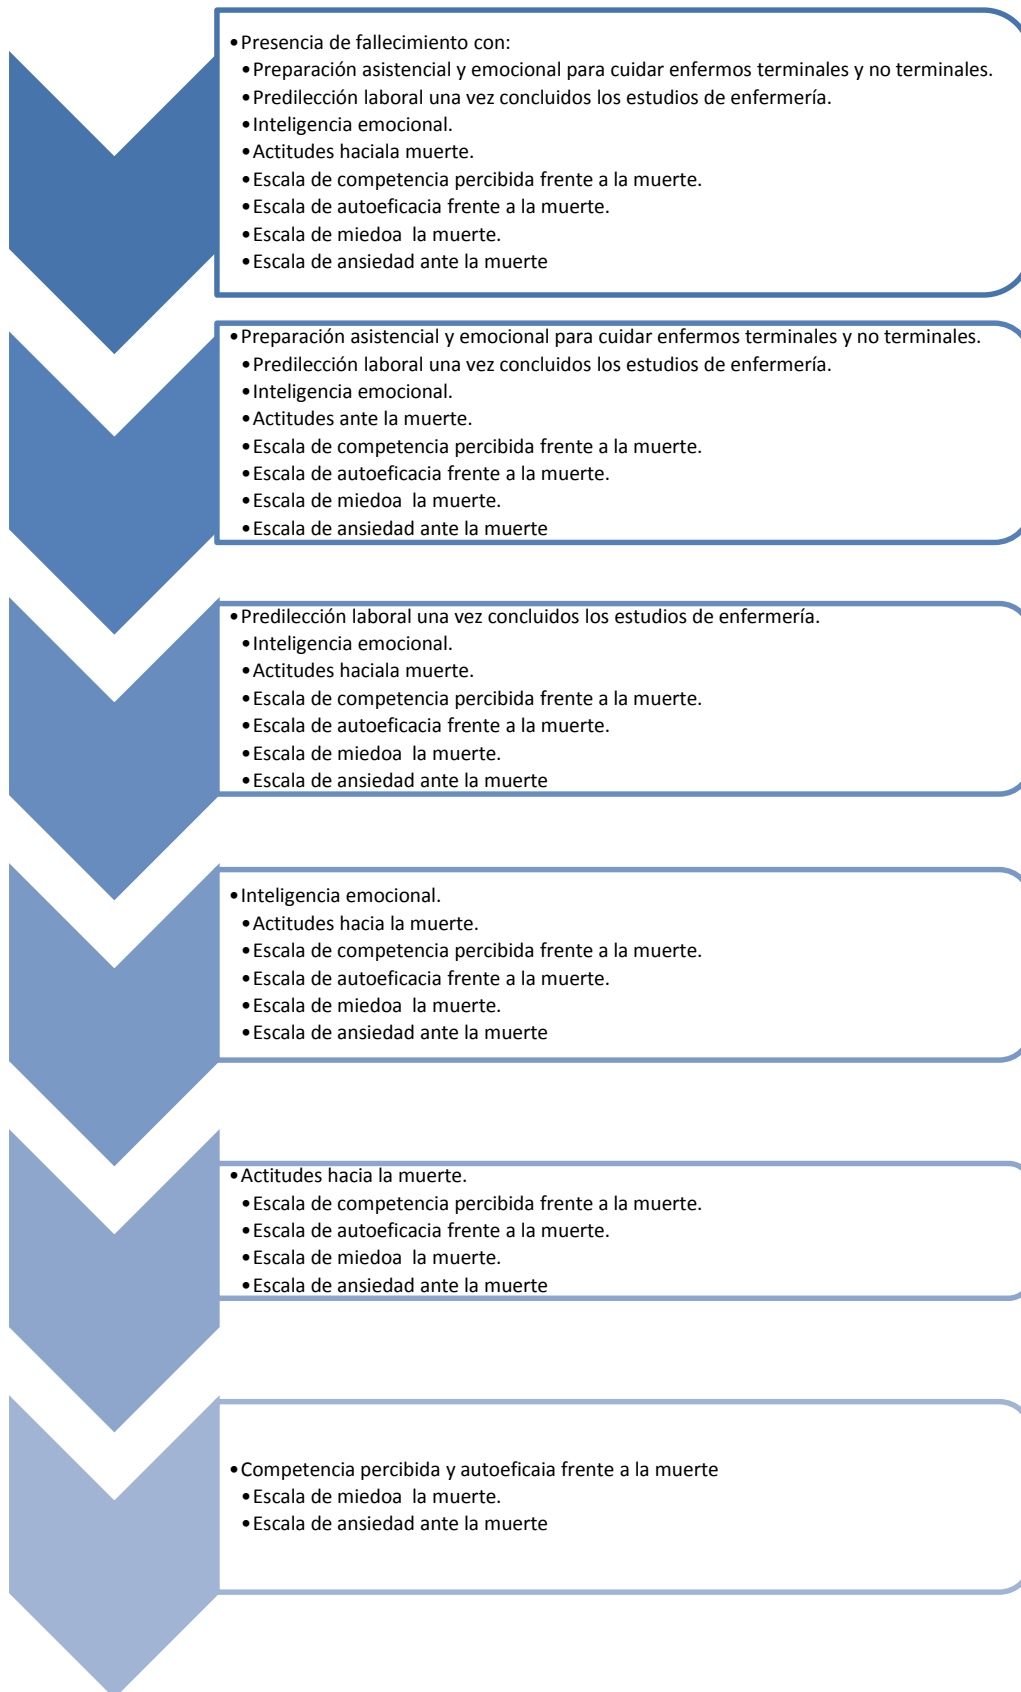 •Presencia de fallecimiento con:
•Preparación asistencial y emocional para cuidar enfermos terminales y no terminales.
•Predilección laboral una vez concluidos los estudios de enfermería.
•Inteligencia emocional.
•Actitudes haciala muerte.
•Escala de competencia percibida frente a la muerte.
•Escala de autoeficacia frente a la muerte.
•Escala de miedoa la muerte.
•Escala de ansiedad ante la muerte
•Preparación asistencial y emocional para cuidar enfermos terminales y no terminales.
•Predilección laboral una vez concluidos los estudios de enfermería.
•Inteligencia emocional.
•Actitudes ante la muerte.
•Escala de competencia percibida frente a la muerte.
•Escala de autoeficacia frente a la muerte.
•Escala de miedoa la muerte.
•Escala de ansiedad ante la muerte
•Predilección laboral una vez concluidos los estudios de enfermería.
•Inteligencia emocional.
•Actitudes haciala muerte.
•Escala de competencia percibida frente a la muerte.
•Escala de autoeficacia frente a la muerte.
•Escala de miedoa la muerte.
•Escala de ansiedad ante la muerte
•Inteligencia emocional.
•Actitudes hacia la muerte.
•Escala de competencia percibida frente a la muerte.
•Escala de autoeficacia frente a la muerte.
•Escala de miedoa la muerte.
•Escala de ansiedad ante la muerte
•Actitudes hacia la muerte.
•Escala de competencia percibida frente a la muerte.
•Escala de autoeficacia frente a la muerte.
•Escala de miedoa la muerte.
•Escala de ansiedad ante la muerte
•Competencia percibida y autoeficaia frente a la muerte
•Escala de miedoa la muerte.
•Escala de ansiedad ante la muerte